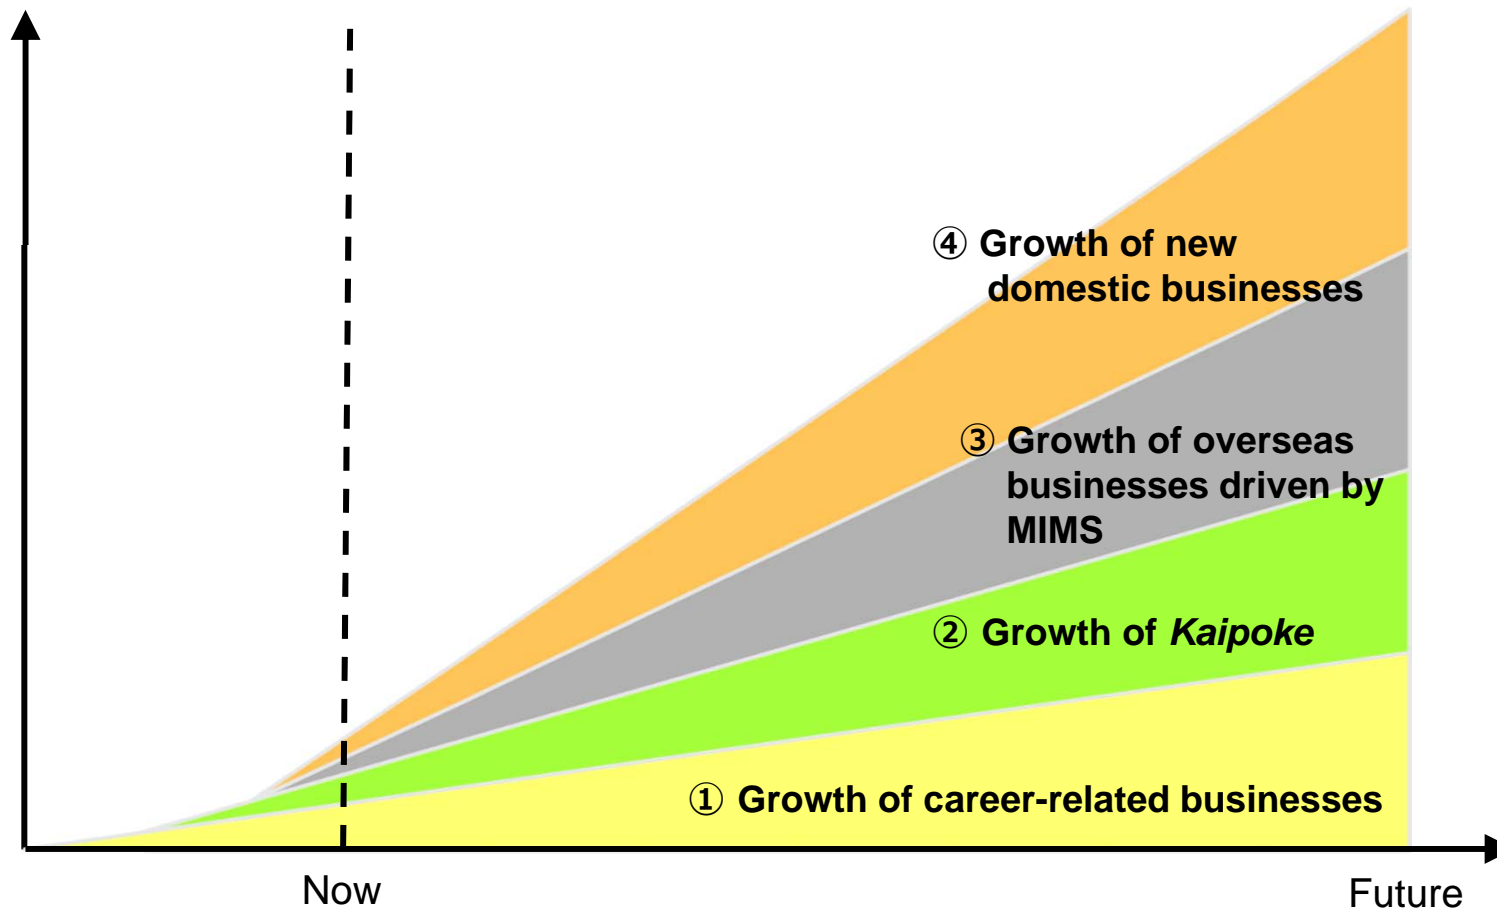 ④ Growth of new
domestic businesses
③ Growth of overseas
businesses driven by
MIMS
② Growth of Kaipoke
① Growth of career-related businesses
Now
Future